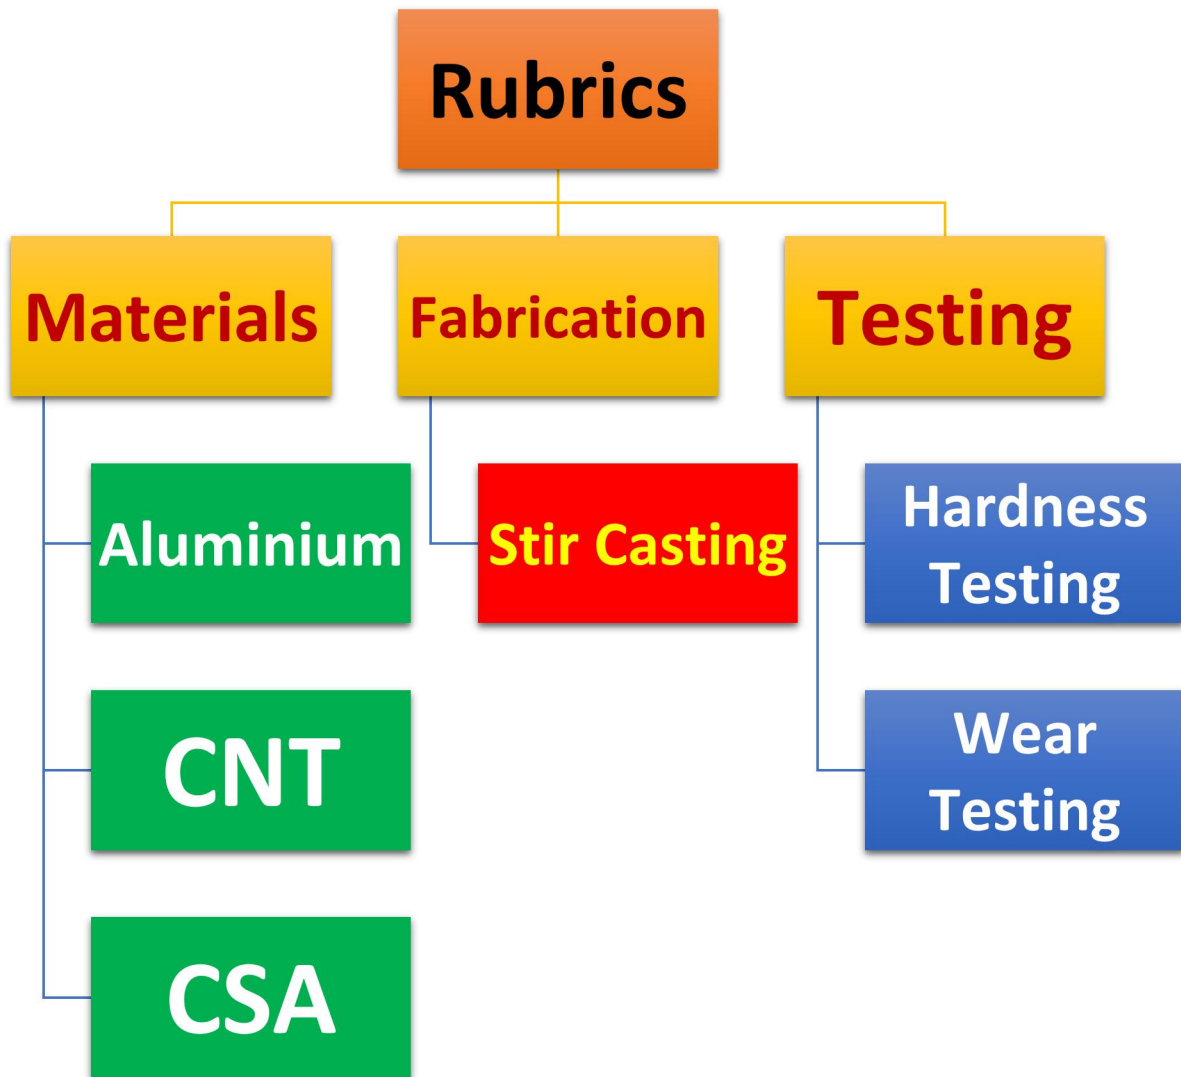 Rubrics
Materials
Fabrication
Testing
Aluminium
Stir Casting
Hardness
Testing
CNT
Wear
Testing
CSA